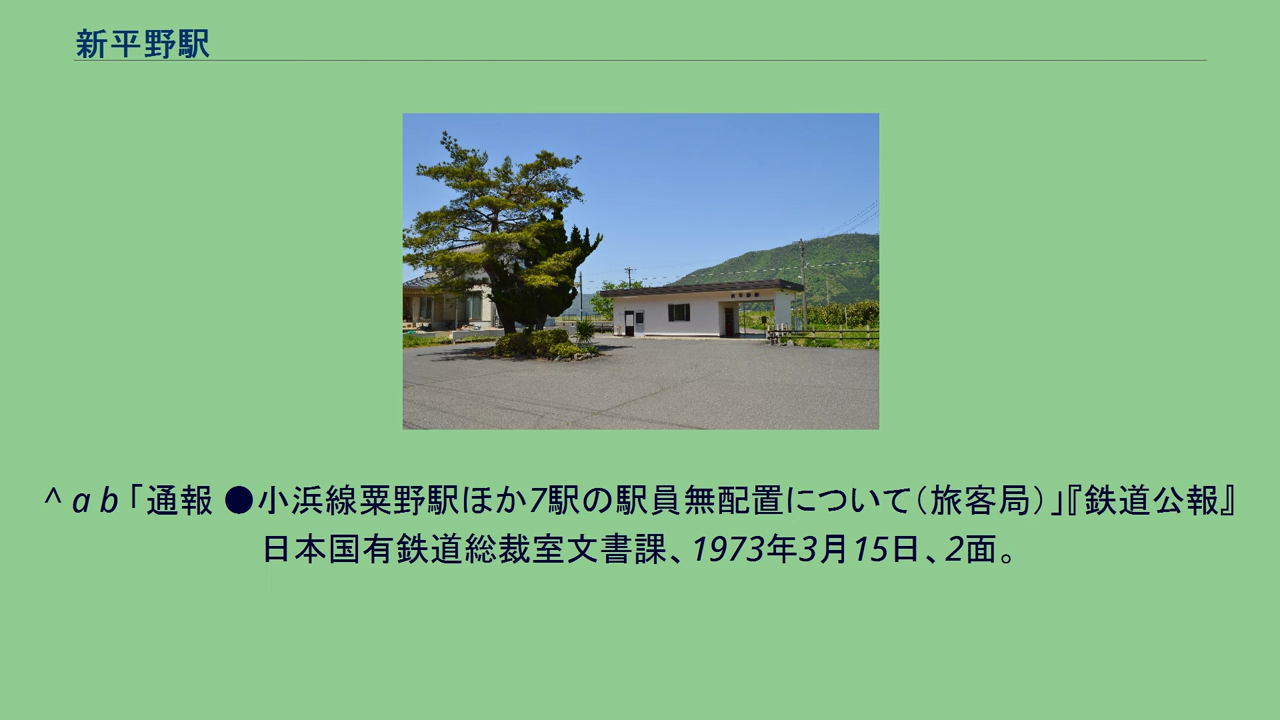 新平野駅
^ a b 「通報 ●小浜線粟野駅ほか7駅の駅員無配置について(旅客局)」『鉄道公報』
日本国有鉄道総裁室文書課、1973年3月15日、2面。